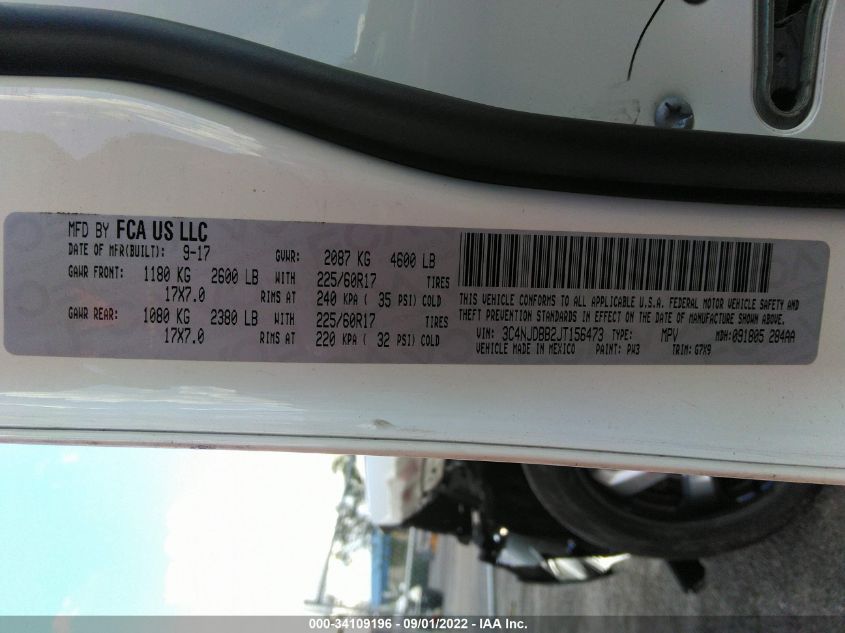 MFD BY FCA US LLC
DATE OF MFR(BUILT): 9-17 GVWR: 2087 KG 4600 LB
GAWR FRONT: 1180 KG 2600 LB WITH 225/60R17 TIRES
17X7.0 RIMS AT 240 KPA ( 35 PSI) COLD
GAWR REAR: 1080 KG 2380 LB WITH 225/60R17 TIRES
17X7.0 RIMS AT 220 KPA ( 32 PSI) COLD
THIS VEHICLE CONFORMS TO ALL APPLICABLE U.S.A. FEDERAL MOTOR VEHICLE SAFETY AND
THEFT PREVENTION STANDARDS IN EFFECT ON THE DATE OF MANUFACTURE SHOWN ABOVE.
VIN: 3C4NJDBB2JT156473 TYPE: MPV MDH:091805 284AA
VEHICLE MADE IN MEXICO PAINT: PW3 TRIM: G7X9
000-34109196 - 09/01/2022 - IAA Inc.